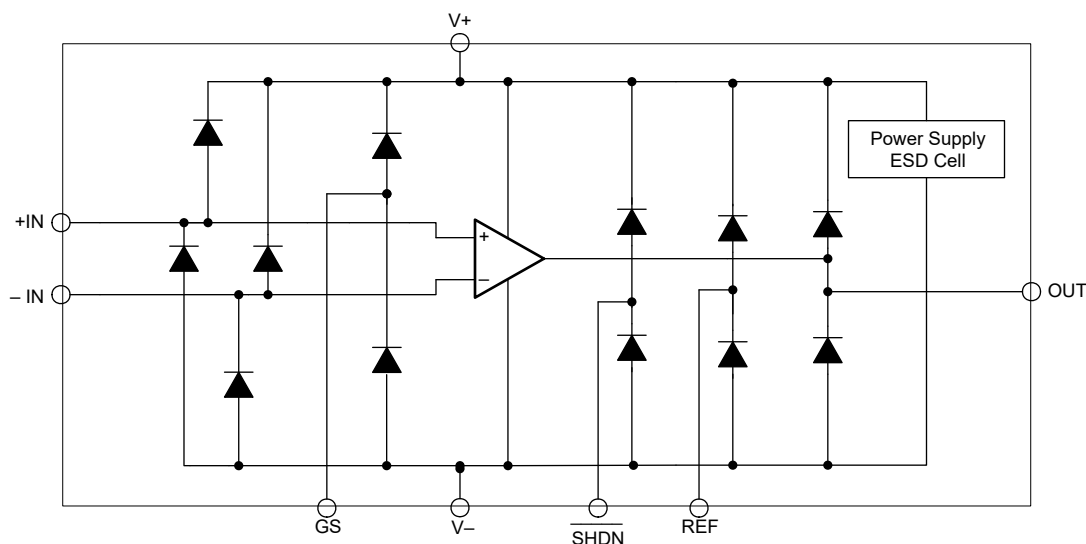 V+
Power Supply
ESD Cell
+IN
+
–
– IN
OUT
GS
V–
SHDN
REF